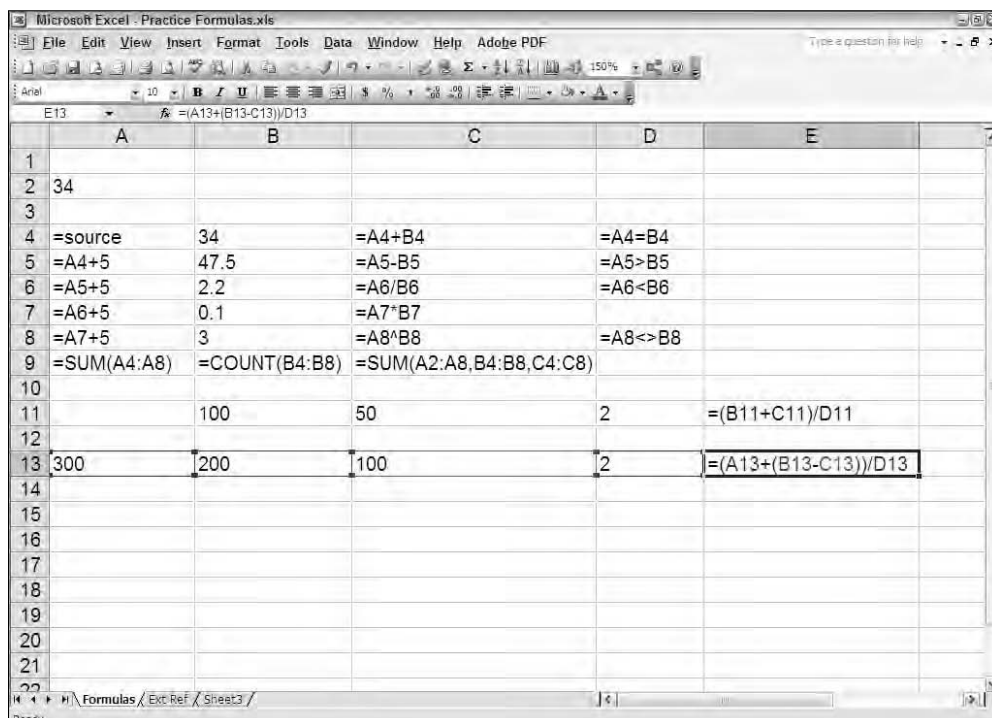 Microsoft Excel - Practice Formulas.xls
File Edit View Insert Format Tools Data Window Help Adobe PDF Type a question for help
150%
Arial 10 B I U $ % ,
E13 fx =(A13+(B13-C13))/D13
A B C D E
1
2 34
3
4 =source 34 =A4+B4 =A4=B4
5 =A4+5 47.5 =A5-B5 =A5>B5
6 =A5+5 2.2 =A6/B6 =A6<B6
7 =A6+5 0.1 =A7*B7
8 =A7+5 3 =A8^B8 =A8<>B8
9 =SUM(A4:A8) =COUNT(B4:B8) =SUM(A2:A8,B4:B8,C4:C8)
10
11 100 50 2 =(B11+C11)/D11
12
13 300 200 100 2 =(A13+(B13-C13))/D13
14
15
16
17
18
19
20
21
22
Formulas / Ext Ref / Sheet3 /